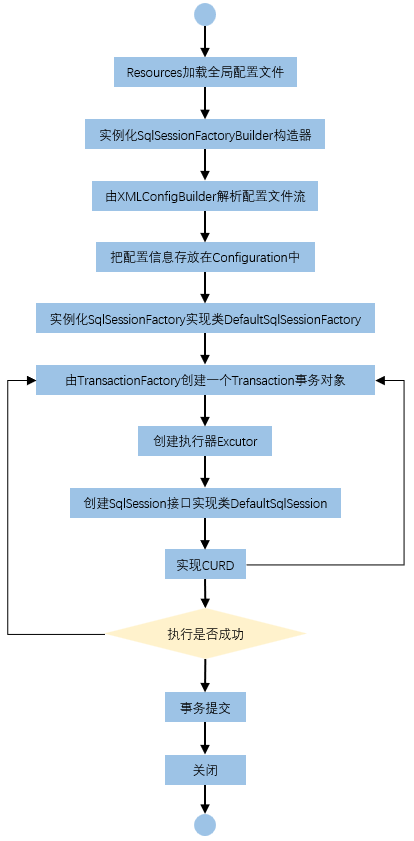 Resources加载全局配置文件
实例化SqlSessionFactoryBuilder构造器
由XMLConfigBuilder解析配置文件流
把配置信息存放在Configuration中
实例化SqlSessionFactory实现类DefaultSqlSessionFactory
由TransactionFactory创建一个Transaction事务对象
创建执行器Excutor
创建SqlSession接口实现类DefaultSqlSession
实现CURD
执行是否成功
事务提交
关闭